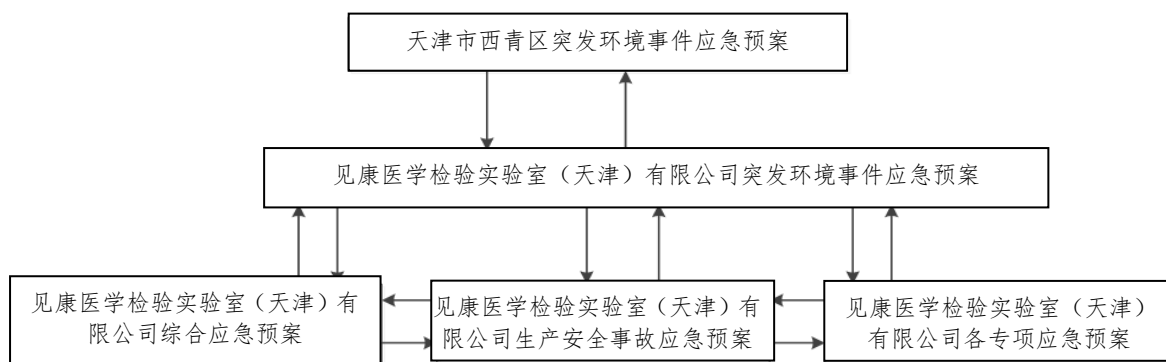 天津市西青区突发环境事件应急预案
见康医学检验实验室（天津）有限公司突发环境事件应急预案
见康医学检验实验室（天津）有
限公司综合应急预案
见康医学检验实验室（天津）有
限公司生产安全事故应急预案
见康医学检验实验室（天津）
有限公司各专项应急预案